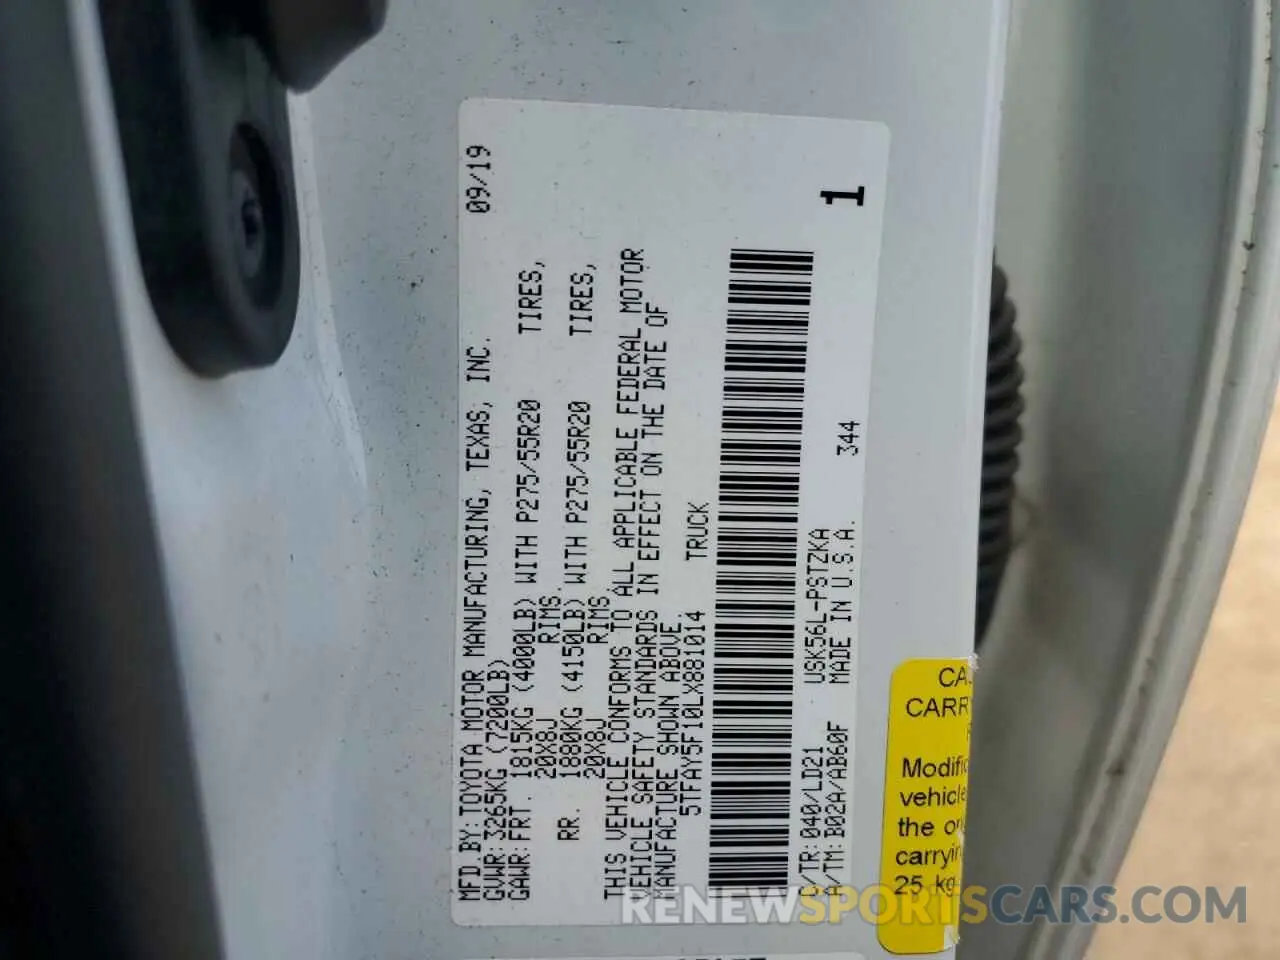 MFD.BY:TOYOTA MOTOR MANUFACTURING, TEXAS, INC. 09/19
GVWR:3265KG (7200LB)
GAWR:FRT. 1815KG (4000LB) WITH P275/55R20 TIRES,
20X8J RIMS.
RR. 1880KG (4150LB) WITH P275/55R20 TIRES,
20X8J RIMS
THIS VEHICLE CONFORMS TO ALL APPLICABLE FEDERAL MOTOR
VEHICLE SAFETY STANDARDS IN EFFECT ON THE DATE OF
MANUFACTURE SHOWN ABOVE.
5TFAY5F10LX881014 TRUCK
C/TR:040/LD21 USK56L-PSTZKA 344
A/TM:B02A/AB60F MADE IN U.S.A.
1
CARR
Modific
vehicle
the
carryin
25 kg
RENEWSPORTSCARS.COM